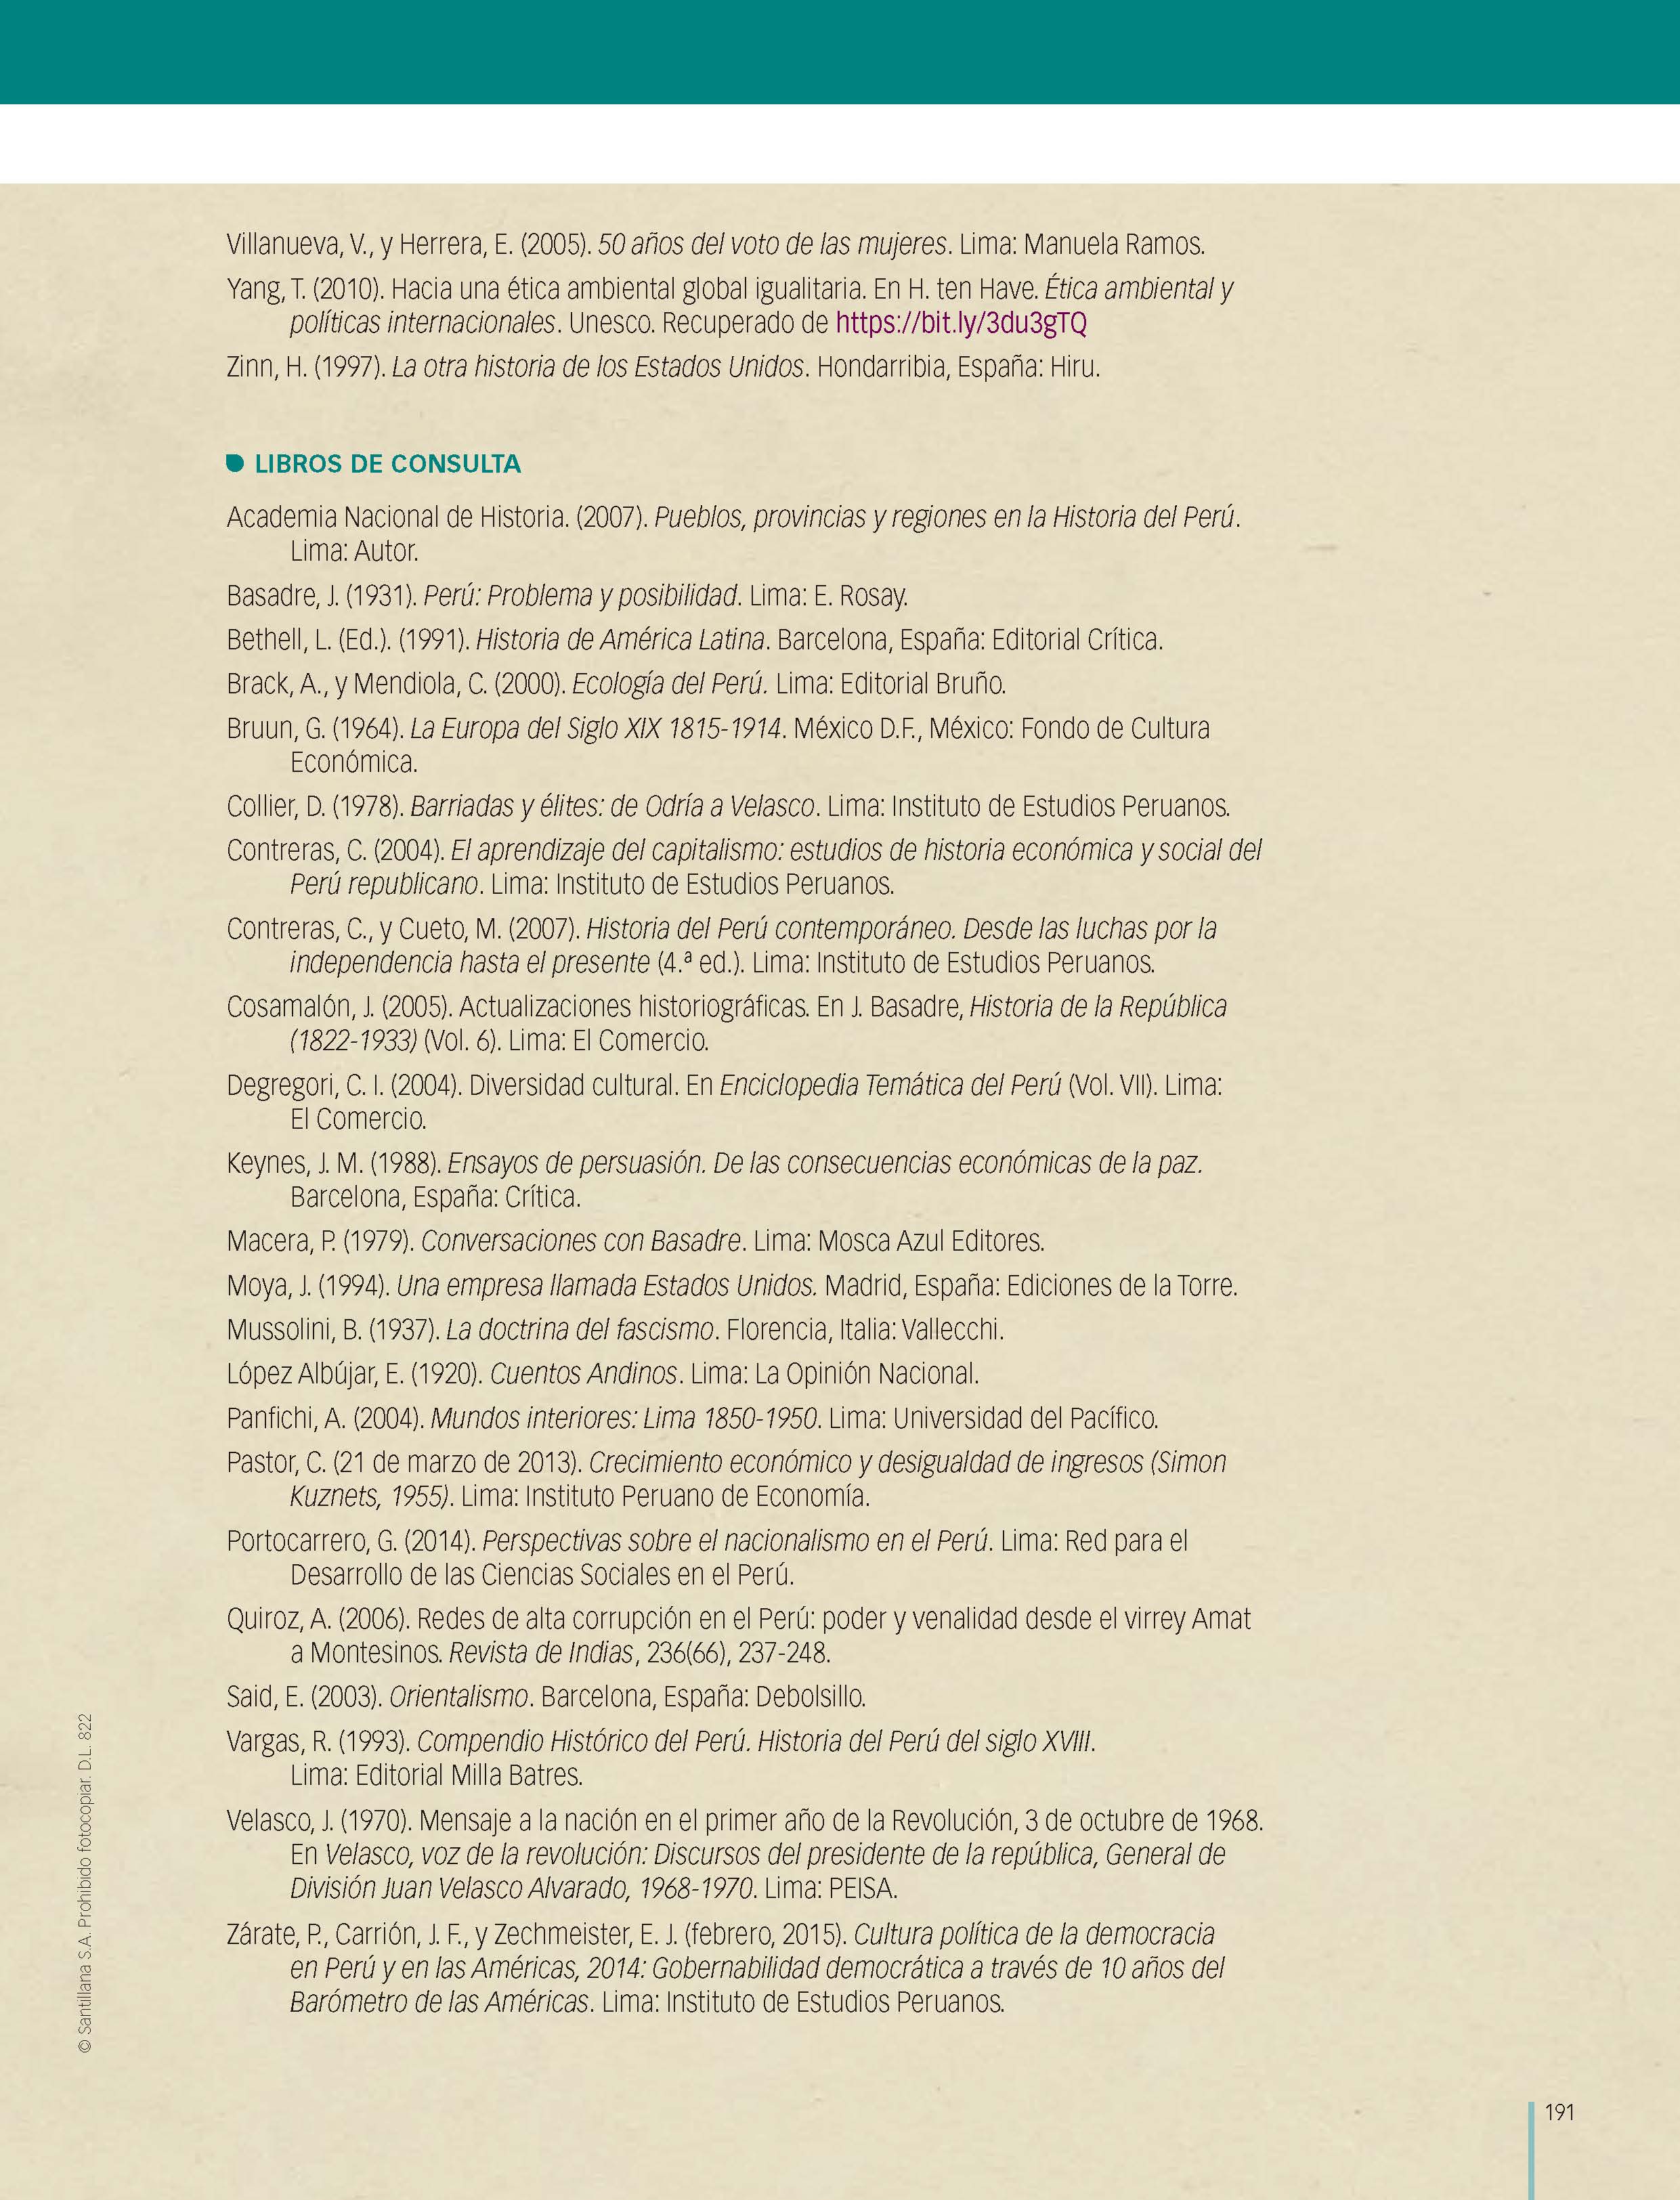 Villanueva, V., y Herrera, E. (2005). 50 años del voto de las mujeres. Lima: Manuela Ramos.
Yang, T. (2010). Hacia una ética ambiental global igualitaria. En H. ten Have. Ética ambiental y
políticas internacionales. Unesco. Recuperado de https://bit.ly/3du3gTQ
Zinn, H. (1997). La otra historia de los Estados Unidos. Hondarribia, España: Hiru.
LIBROS DE CONSULTA
Academia Nacional de Historia. (2007). Pueblos, provincias y regiones en la Historia del Perú.
Lima: Autor.
Basadre, J. (1931). Perú: Problema y posibilidad. Lima: E. Rosay.
Bethell, L. (Ed.). (1991). Historia de América Latina. Barcelona, España: Editorial Crítica.
Brack, A., y Mendiola, C. (2000). Ecología del Perú. Lima: Editorial Bruño.
Bruun, G. (1964). La Europa del Siglo XIX 1815-1914. México D.F., México: Fondo de Cultura
Económica.
Collier, D. (1978). Barriadas y élites: de Odría a Velasco. Lima: Instituto de Estudios Peruanos.
Contreras, C. (2004). El aprendizaje del capitalismo: estudios de historia económica y social del
Perú republicano. Lima: Instituto de Estudios Peruanos.
Contreras, C., y Cueto, M. (2007). Historia del Perú contemporáneo. Desde las luchas por la
independencia hasta el presente (4.ª ed.). Lima: Instituto de Estudios Peruanos.
Cosamalón, J. (2005). Actualizaciones historiográficas. En J. Basadre, Historia de la República
(1822-1933) (Vol. 6). Lima: El Comercio.
Degregori, C. I. (2004). Diversidad cultural. En Enciclopedia Temática del Perú (Vol. VII). Lima:
El Comercio.
Keynes, J. M. (1988). Ensayos de persuasión. De las consecuencias económicas de la paz.
Barcelona, España: Crítica.
Macera, P. (1979). Conversaciones con Basadre. Lima: Mosca Azul Editores.
Moya, J. (1994). Una empresa llamada Estados Unidos. Madrid, España: Ediciones de la Torre.
Mussolini, B. (1937). La doctrina del fascismo. Florencia, Italia: Vallecchi.
López Albújar, E. (1920). Cuentos Andinos. Lima: La Opinión Nacional.
Panfichi, A. (2004). Mundos interiores: Lima 1850-1950. Lima: Universidad del Pacífico.
Pastor, C. (21 de marzo de 2013). Crecimiento económico y desigualdad de ingresos (Simon
Kuznets, 1955). Lima: Instituto Peruano de Economía.
Portocarrero, G. (2014). Perspectivas sobre el nacionalismo en el Perú. Lima: Red para el
Desarrollo de las Ciencias Sociales en el Perú.
Quiroz, A. (2006). Redes de alta corrupción en el Perú: poder y venalidad desde el virrey Amat
a Montesinos. Revista de Indias, 236(66), 237-248.
Said, E. (2003). Orientalismo. Barcelona, España: Debolsillo.
Vargas, R. (1993). Compendio Histórico del Perú. Historia del Perú del siglo XVIII.
Lima: Editorial Milla Batres.
Velasco, J. (1970). Mensaje a la nación en el primer año de la Revolución, 3 de octubre de 1968.
En Velasco, voz de la revolución: Discursos del presidente de la república, General de
División Juan Velasco Alvarado, 1968-1970. Lima: PEISA.
Zárate, P., Carrión, J. F., y Zechmeister, E. J. (febrero, 2015). Cultura política de la democracia
en Perú y en las Américas, 2014: Gobernabilidad democrática a través de 10 años del
Barómetro de las Américas. Lima: Instituto de Estudios Peruanos.
© Santillana S.A. Prohibido fotocopiar. D.L. 822
191